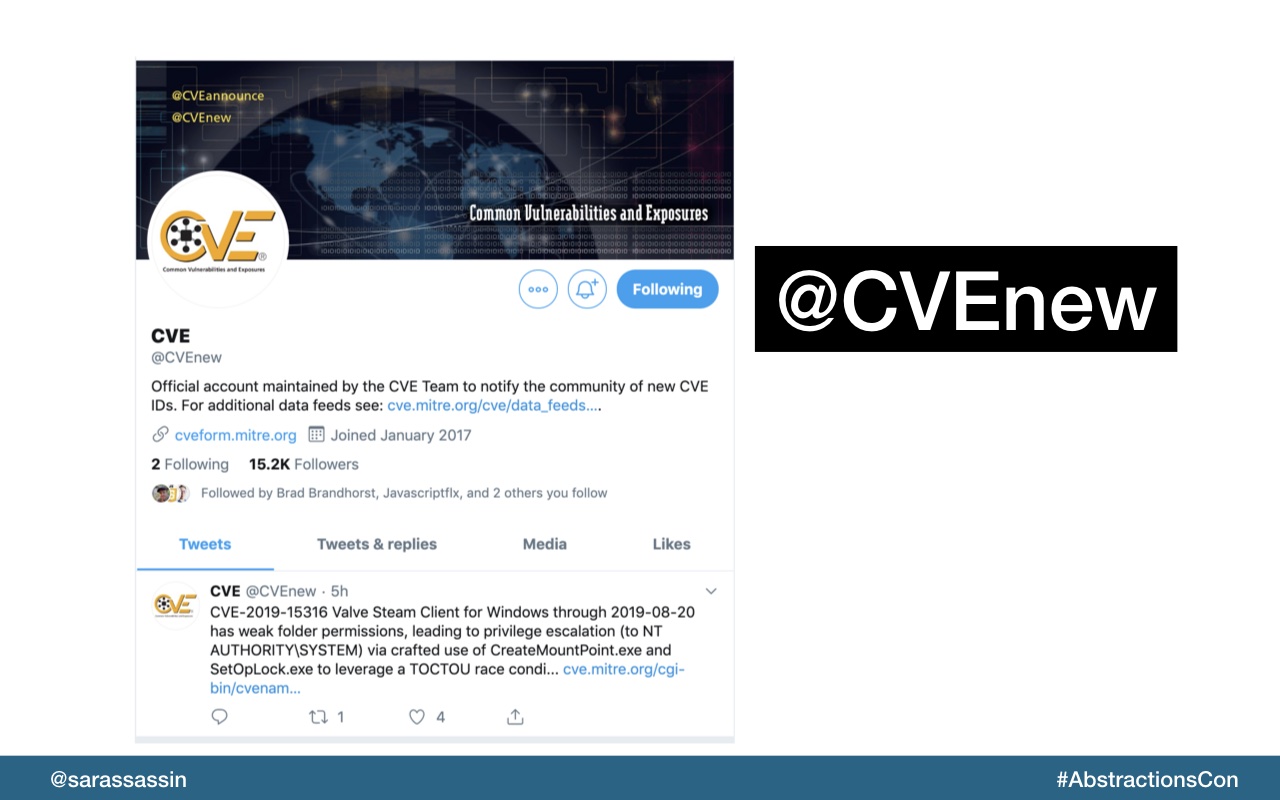 @CVEannounce
@CVEnew
Common Vulnerabilities and Exposures
CVE®
Common Vulnerabilities and Exposures
Following
@CVEnew
CVE
@CVEnew
Official account maintained by the CVE Team to notify the community of new CVE
IDs. For additional data feeds see: cve.mitre.org/cve/data_feeds....
cveform.mitre.org Joined January 2017
2 Following 15.2K Followers
Followed by Brad Brandhorst, Javascriptflx, and 2 others you follow
Tweets Tweets & replies Media Likes
CVE @CVEnew · 5h
CVE-2019-15316 Valve Steam Client for Windows through 2019-08-20
has weak folder permissions, leading to privilege escalation (to NT
AUTHORITY\SYSTEM) via crafted use of CreateMountPoint.exe and
SetOpLock.exe to leverage a TOCTOU race condi... cve.mitre.org/cgi-
bin/cvenam...
1 4
@sarassassin #AbstractionsCon